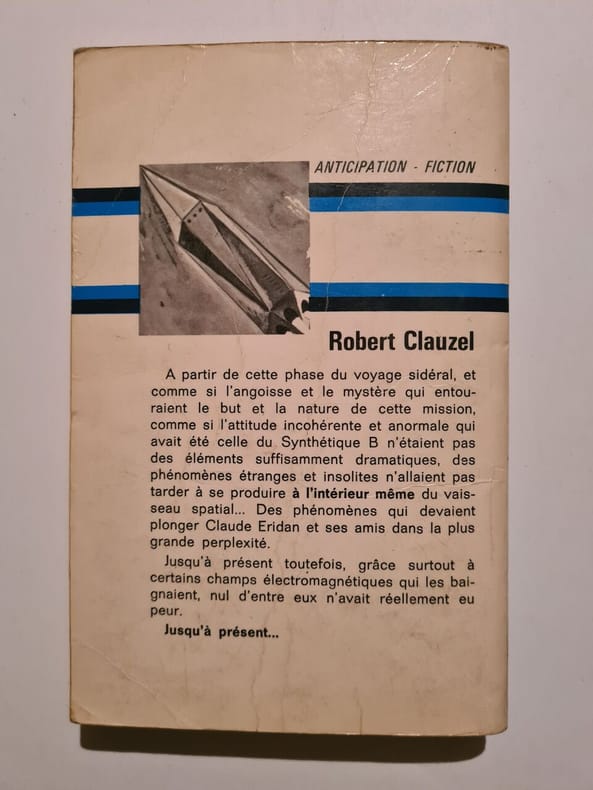 ANTICIPATION - FICTION
Robert Clauzel
A partir de cette phase du voyage sidéral, et
comme si l'angoisse et le mystère qui entou-
raient le but et la nature de cette mission,
comme si l'attitude incohérente et anormale qui
avait été celle du Synthétique B n'étaient pas
des éléments suffisamment dramatiques, des
phénomènes étranges et insolites n'allaient pas
tarder à se produire à l'intérieur même du vais-
seau spatial... Des phénomènes qui devaient
plonger Claude Eridan et ses amis dans la plus
grande perplexité.
Jusqu'à présent toutefois, grâce surtout à
certains champs électromagnétiques qui les bai-
gnaient, nul d'entre eux n'avait réellement eu
peur.
Jusqu'à présent...